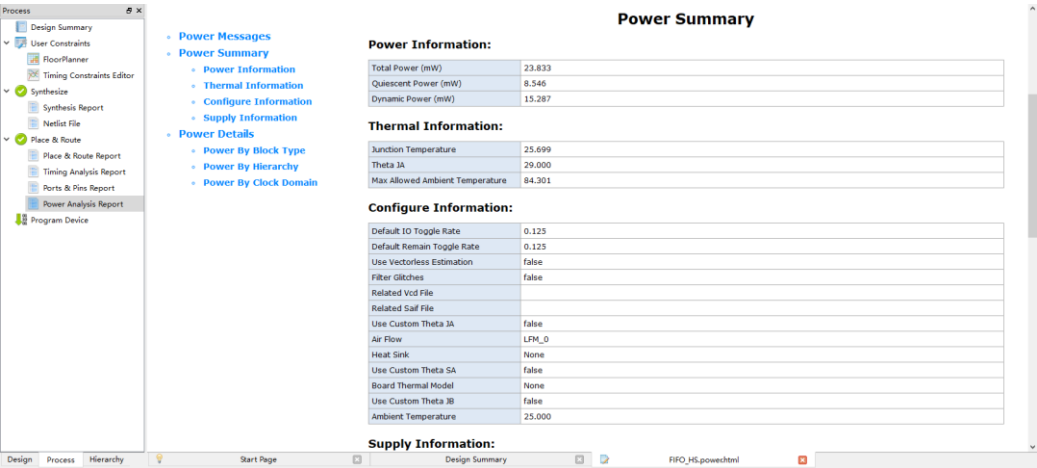 Process
Design Summary
User Constraints
FloorPlanner
Timing Constraints Editor
Synthesize
Synthesis Report
Netlist File
Place & Route
Place & Route Report
Timing Analysis Report
Ports & Pins Report
Power Analysis Report
Program Device
Design Process Hierarchy
Power Messages
Power Summary
Power Information
Thermal Information
Configure Information
Supply Information
Power Details
Power By Block Type
Power By Hierarchy
Power By Clock Domain
Power Summary
Power Information:
Total Power (mW) 23.833
Quiescent Power (mW) 8.546
Dynamic Power (mW) 15.287
Thermal Information:
Junction Temperature 25.699
Theta JA 29.000
Max Allowed Ambient Temperature 84.301
Configure Information:
Default IO Toggle Rate 0.125
Default Remain Toggle Rate 0.125
Use Vectorless Estimation false
Filter Glitches false
Related Vcd File
Related Saif File
Use Custom Theta JA false
Air Flow LFM_0
Heat Sink None
Use Custom Theta SA false
Board Thermal Model None
Use Custom Theta JB false
Ambient Temperature 25.000
Supply Information:
Start Page Design Summary FIFO_HS.powechtml